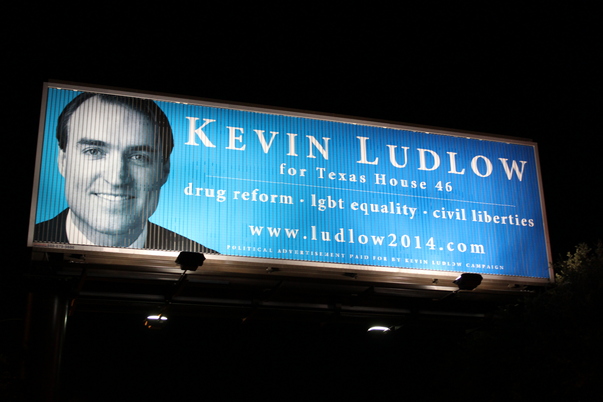 KEVIN LUDLOW
for Texas House 46
drug reform · lgbt equality · civil liberties
www.ludlow2014.com
POLITICAL ADVERTISEMENT PAID FOR BY KEVIN LUDLOW CAMPAIGN